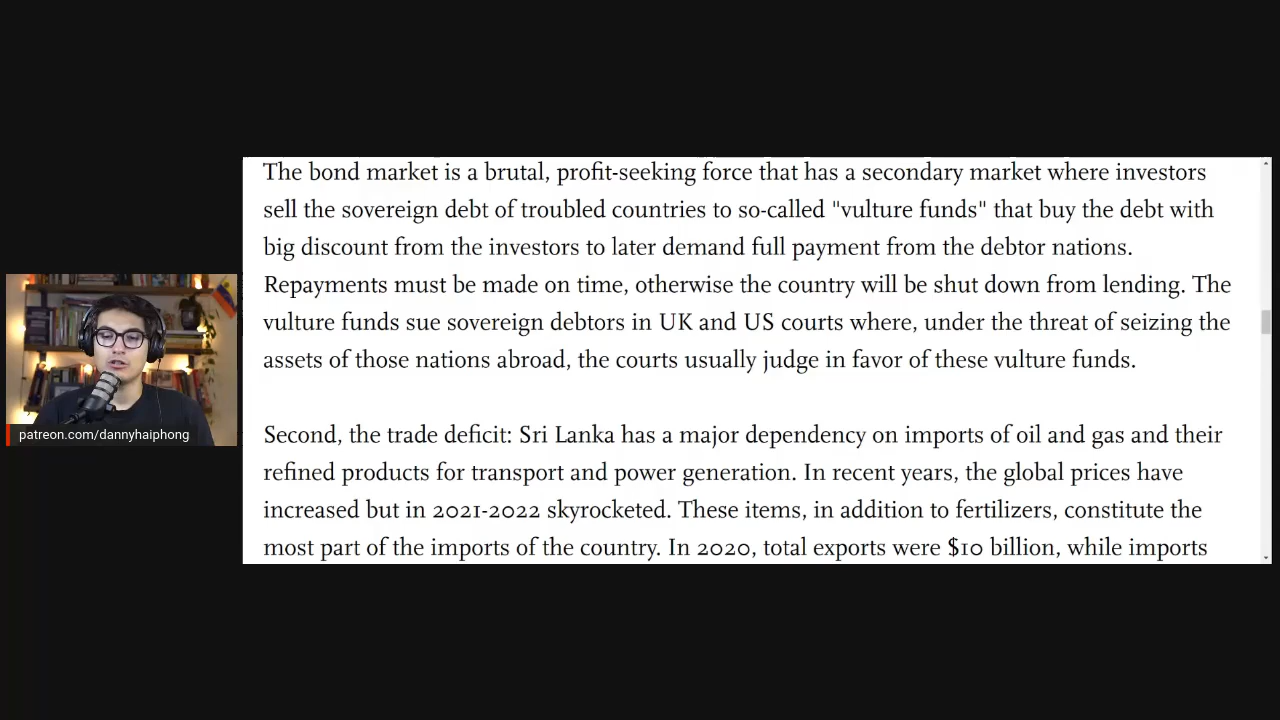 The bond market is a brutal, profit-seeking force that has a secondary market where investors
sell the sovereign debt of troubled countries to so-called "vulture funds" that buy the debt with
big discount from the investors to later demand full payment from the debtor nations.
Repayments must be made on time, otherwise the country will be shut down from lending. The
vulture funds sue sovereign debtors in UK and US courts where, under the threat of seizing the
assets of those nations abroad, the courts usually judge in favor of these vulture funds.
Second, the trade deficit: Sri Lanka has a major dependency on imports of oil and gas and their
refined products for transport and power generation. In recent years, the global prices have
increased but in 2021-2022 skyrocketed. These items, in addition to fertilizers, constitute the
most part of the imports of the country. In 2020, total exports were $10 billion, while imports
patreon.com/dannyhaiphong